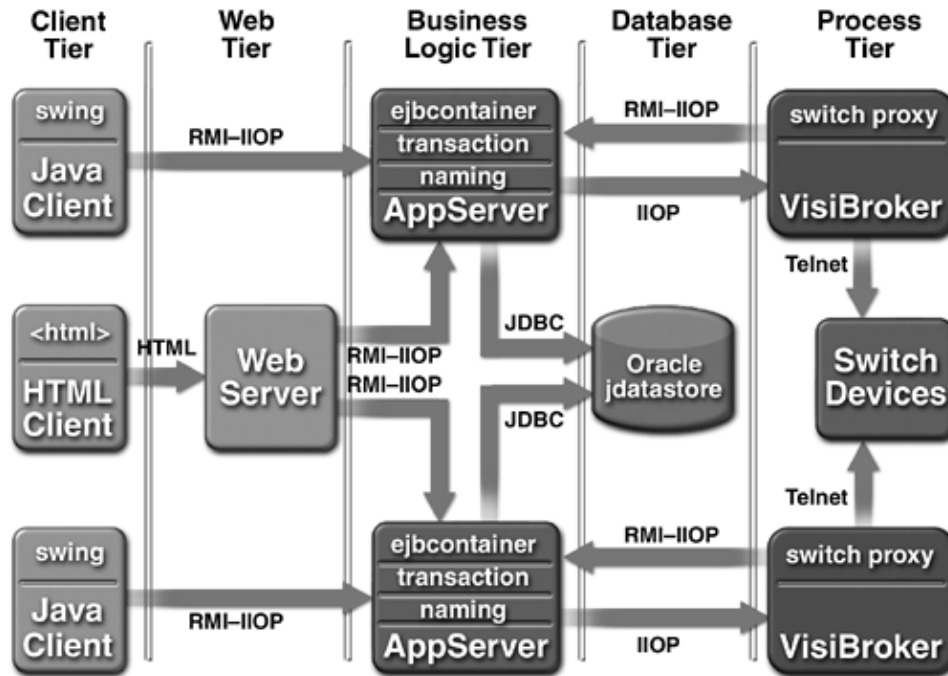 Client
Tier
Web
Tier
Business
Logic Tier
Database
Tier
Process
Tier
swing
Java
Client
RMI–IIOP
ejbcontainer
transaction
naming
AppServer
RMI–IIOP
IIOP
switch proxy
VisiBroker
Telnet
<html>
HTML
Client
HTML
Web
Server
RMI–IIOP
RMI–IIOP
JDBC
JDBC
Oracle
jdatastore
Switch
Devices
Telnet
swing
Java
Client
RMI–IIOP
ejbcontainer
transaction
naming
AppServer
RMI–IIOP
IIOP
switch proxy
VisiBroker